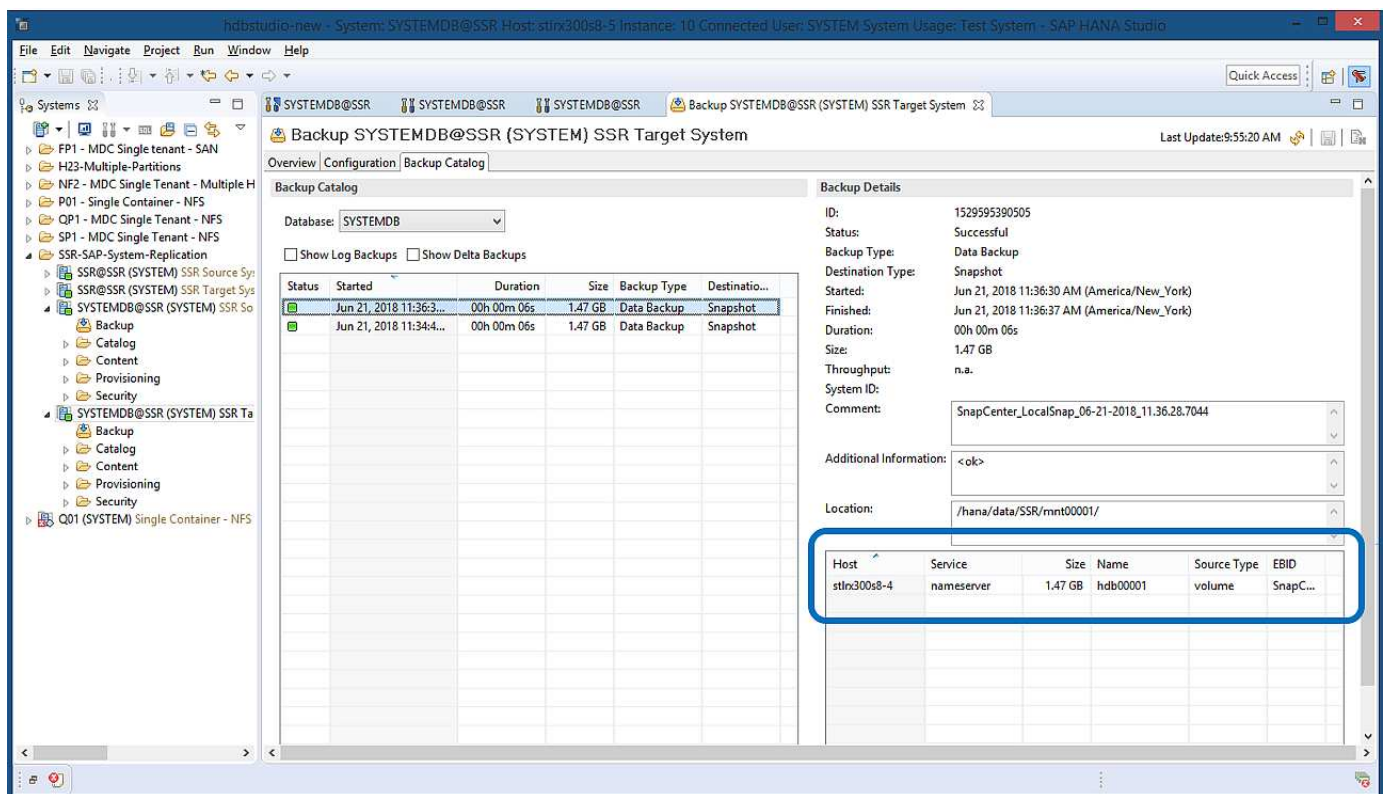 hdbstudio-new - System: SYSTEMDB@SSR Host: stlrx300s8-5 Instance: 10 Connected User: SYSTEM System Usage: Test System - SAP HANA Studio
File Edit Navigate Project Run Window Help
Quick Access
Systems
FP1 - MDC Single tenant - SAN
H23-Multiple-Partitions
NF2 - MDC Single Tenant - Multiple H
P01 - Single Container - NFS
QP1 - MDC Single Tenant - NFS
SP1 - MDC Single Tenant - NFS
SSR-SAP-System-Replication
SSR@SSR (SYSTEM) SSR Source Sy
SSR@SSR (SYSTEM) SSR Target Sys
SYSTEMDB@SSR (SYSTEM) SSR So
Backup
Catalog
Content
Provisioning
Security
SYSTEMDB@SSR (SYSTEM) SSR Ta
Backup
Catalog
Content
Provisioning
Security
Q01 (SYSTEM) Single Container - NFS
SYSTEMDB@SSR SYSTEMDB@SSR SYSTEMDB@SSR Backup SYSTEMDB@SSR (SYSTEM) SSR Target System
Backup SYSTEMDB@SSR (SYSTEM) SSR Target System
Last Update:9:55:20 AM
Overview Configuration Backup Catalog
Backup Catalog
Database: SYSTEMDB
Show Log Backups Show Delta Backups
Status Started Duration Size Backup Type Destinatio...
Jun 21, 2018 11:36:3... 00h 00m 06s 1.47 GB Data Backup Snapshot
Jun 21, 2018 11:34:4... 00h 00m 06s 1.47 GB Data Backup Snapshot
Backup Details
ID: 1529595390505
Status: Successful
Backup Type: Data Backup
Destination Type: Snapshot
Started: Jun 21, 2018 11:36:30 AM (America/New_York)
Finished: Jun 21, 2018 11:36:37 AM (America/New_York)
Duration: 00h 00m 06s
Size: 1.47 GB
Throughput: n.a.
System ID:
Comment: SnapCenter_LocalSnap_06-21-2018_11.36.28.7044
Additional Information: <ok>
Location: /hana/data/SSR/mnt00001/
Host Service Size Name Source Type EBID
stlrx300s8-4 nameserver 1.47 GB hdb00001 volume SnapC...